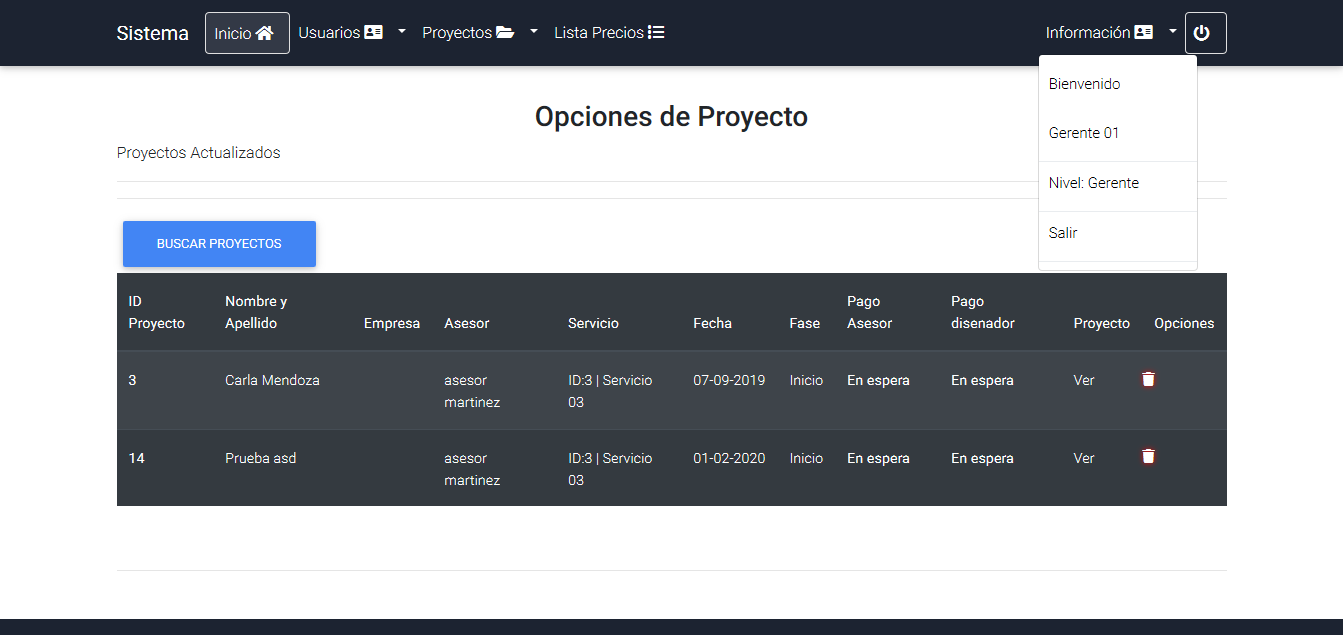 Sistema Inicio Usuarios Proyectos Lista Precios Información
Bienvenido
Gerente 01
Nivel: Gerente
Salir
Opciones de Proyecto
Proyectos Actualizados
BUSCAR PROYECTOS
ID Proyecto Nombre y Apellido Empresa Asesor Servicio Fecha Fase Pago Asesor Pago disenador Proyecto Opciones
3 Carla Mendoza asesor martinez ID:3 | Servicio 03 07-09-2019 Inicio En espera En espera Ver
14 Prueba asd asesor martinez ID:3 | Servicio 03 01-02-2020 Inicio En espera En espera Ver